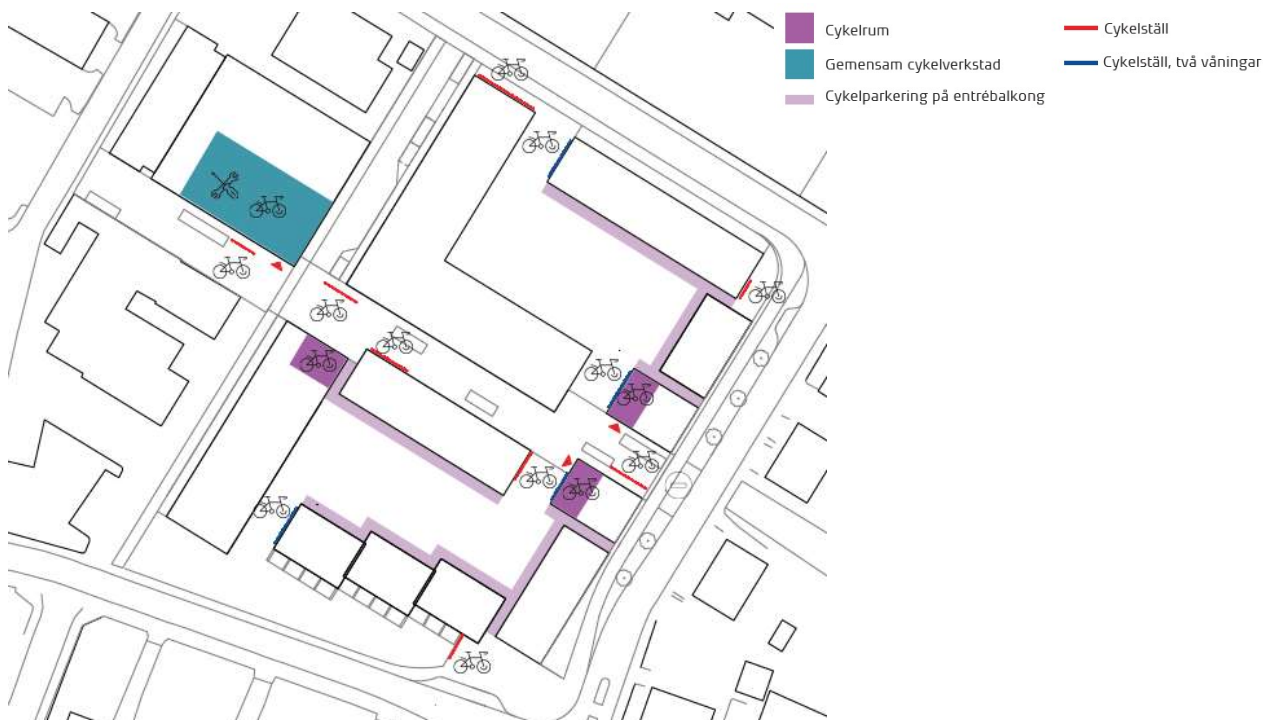 Cykelrum
Gemensam cykelverkstad
Cykelparkering på entrébalkong
Cykelställ
Cykelställ, två våningar